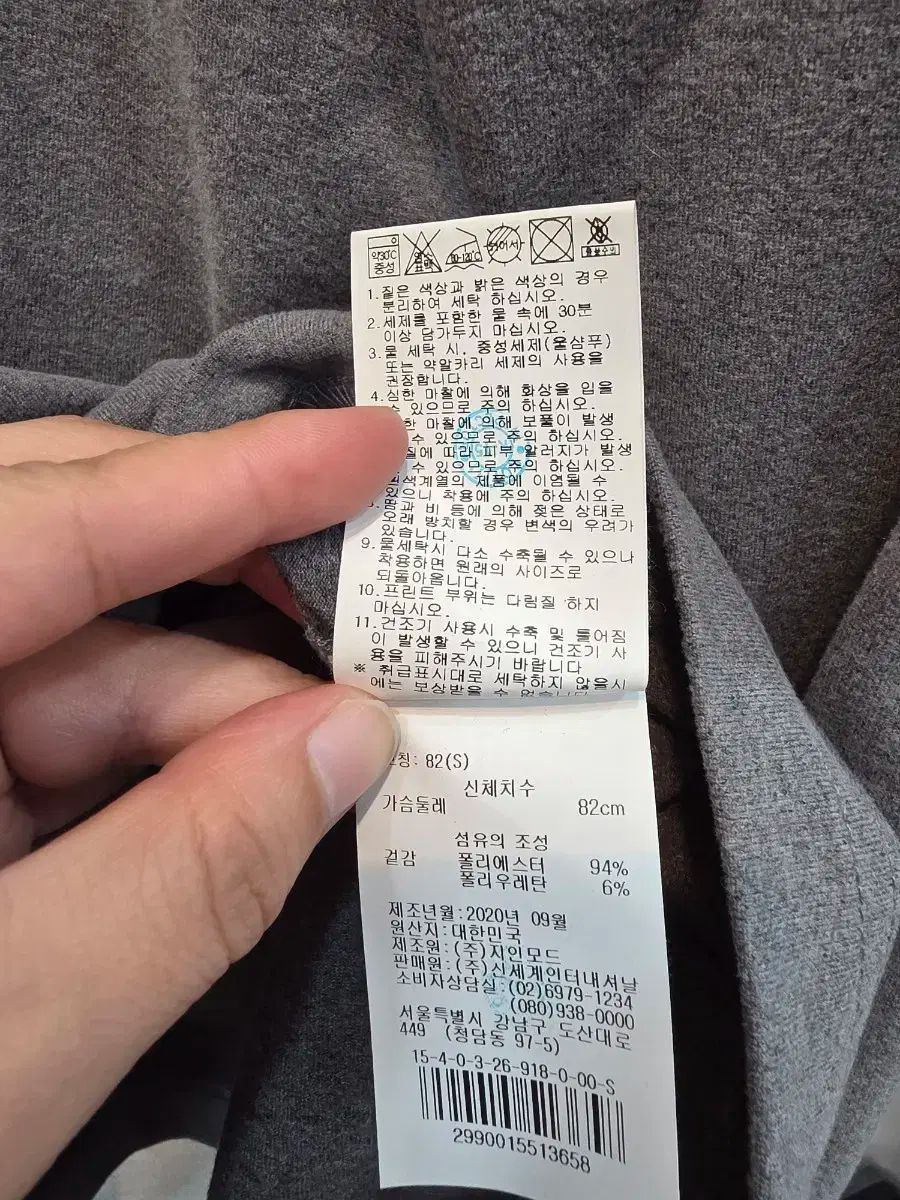 약30℃
중성
염소
표백
80-120℃
뉘어서
1.짙은 색상과 밝은 색상의 경우
분리하여 세탁 하십시오.
2.세제를 포함한 물 속에 30분
이상 담가두지 마십시오.
3.물 세탁 시, 중성세제(울샴푸)
또는 약알카리 세제의 사용을
권장합니다.
4.심한 마찰에 의해 화상을 입을
수 있으므로 주의 하십시오.
마찰에 의해 보풀이 발생
수 있으므로 주의 하십시오.
따라 피부 알러지가 발생
수 있으므로 주의 하십시오.
제품에 이염될 수
있으니 착용에 주의 하십시오.
비 등에 의해 젖은 상태로
오래 방치할 경우 변색의 우려가
있습니다.
9.물세탁시 다소 수축될 수 있으나
착용하면 원래의 사이즈로
되돌아옵니다.
10.프린트 부위는 다림질 하지
마십시오.
11.건조기 사용시 수축 및 틀어짐
이 발생할 수 있으니 건조기 사
용을 피해주시기 바랍니다
※ 취급표시대로 세탁하지 않을시
에는 보상받을 수 없습니다
82(S)
신체치수
가슴둘레 82cm
섬유의 조성
겉감 폴리에스터 94%
폴리우레탄 6%
제조년월:2020년 09월
원산지:대한민국
제조원:(주)지인모드
판매원:(주)신세계인터내셔날
소비자상담실:(02)6979-1234
(080)938-0000
서울특별시 강남구 도산대로
449 (청담동 97-5)
15-4-0-3-26-918-0-00-S
2990015513658